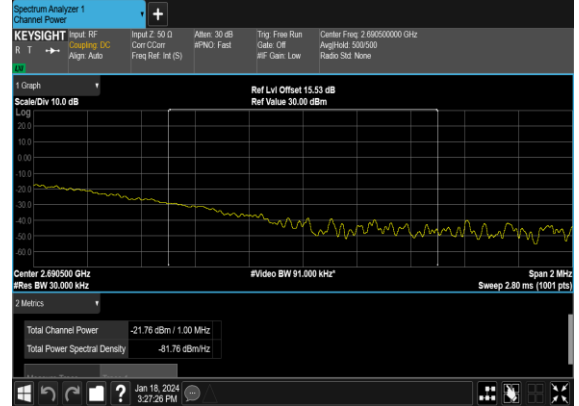 Spectrum Analyzer 1
Channel Power
+
KEYSIGHT
R T
LXI
Input: RF
Coupling: DC
Align: Auto
Input Z: 50 Ω
Corr CCorr
Freq Ref: Int (S)
Atten: 30 dB
#PNO: Fast
Trig: Free Run
Gate: Off
#IF Gain: Low
Center Freq: 2.690500000 GHz
Avg|Hold: 500/500
Radio Std: None
1 Graph
Scale/Div 10.0 dB
Ref Lvl Offset 15.53 dB
Ref Value 30.00 dBm
Log
20.0
10.0
0.00
-10.0
-20.0
-30.0
-40.0
-50.0
-60.0
Center 2.690500 GHz
#Res BW 30.000 kHz
#Video BW 91.000 kHz*
Span 2 MHz
Sweep 2.80 ms (1001 pts)
2 Metrics
Total Channel Power -21.76 dBm / 1.00 MHz
Total Power Spectral Density -81.76 dBm/Hz
?
Jan 18, 2024
3:27:26 PM